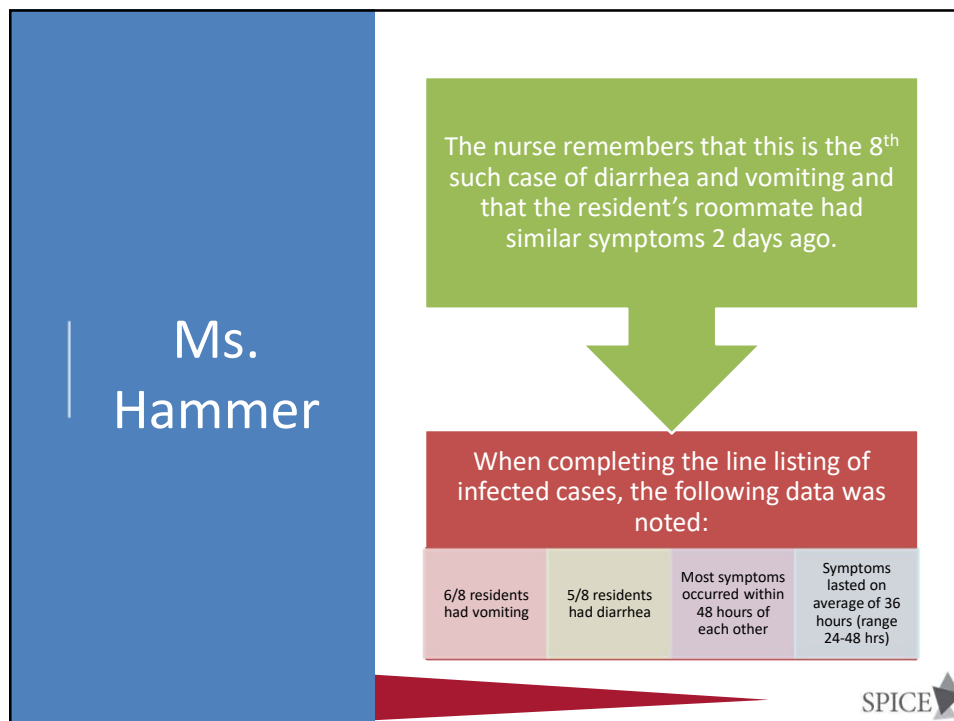 Ms.
Hammer
The nurse remembers that this is the 8th
such case of diarrhea and vomiting and
that the resident’s roommate had
similar symptoms 2 days ago.
When completing the line listing of
infected cases, the following data was
noted:
6/8 residents
had vomiting
5/8 residents
had diarrhea
Most symptoms
occurred within
48 hours of
each other
Symptoms
lasted on
average of 36
hours (range
24-48 hrs)
SPICE